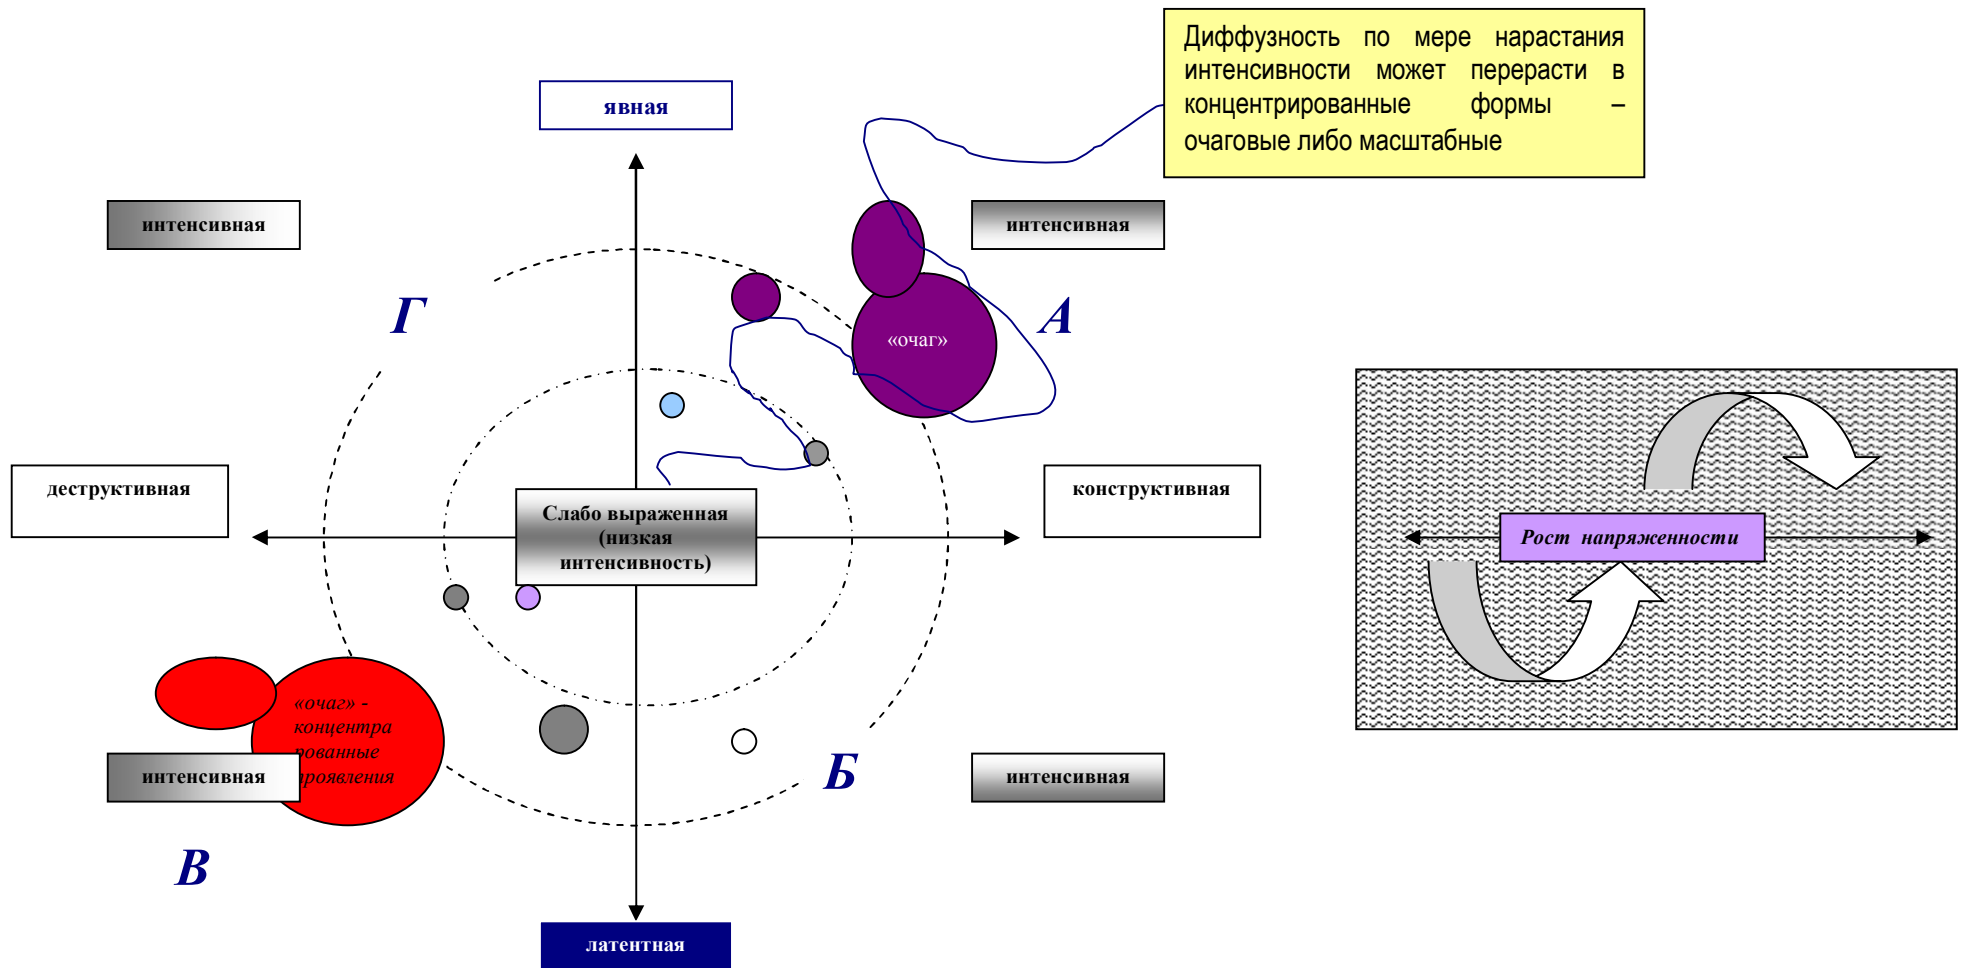 Диффузность по мере нарастания
интенсивности может перерасти в
концентрированные формы –
очаговые либо масштабные
явная
интенсивная
интенсивная
Г
А
«очаг»
деструктивная
конструктивная
Слабо выраженная
(низкая
интенсивность)
Рост напряженности
«очаг» -
концентра
рованные
проявления
интенсивная
Б
интенсивная
В
латентная